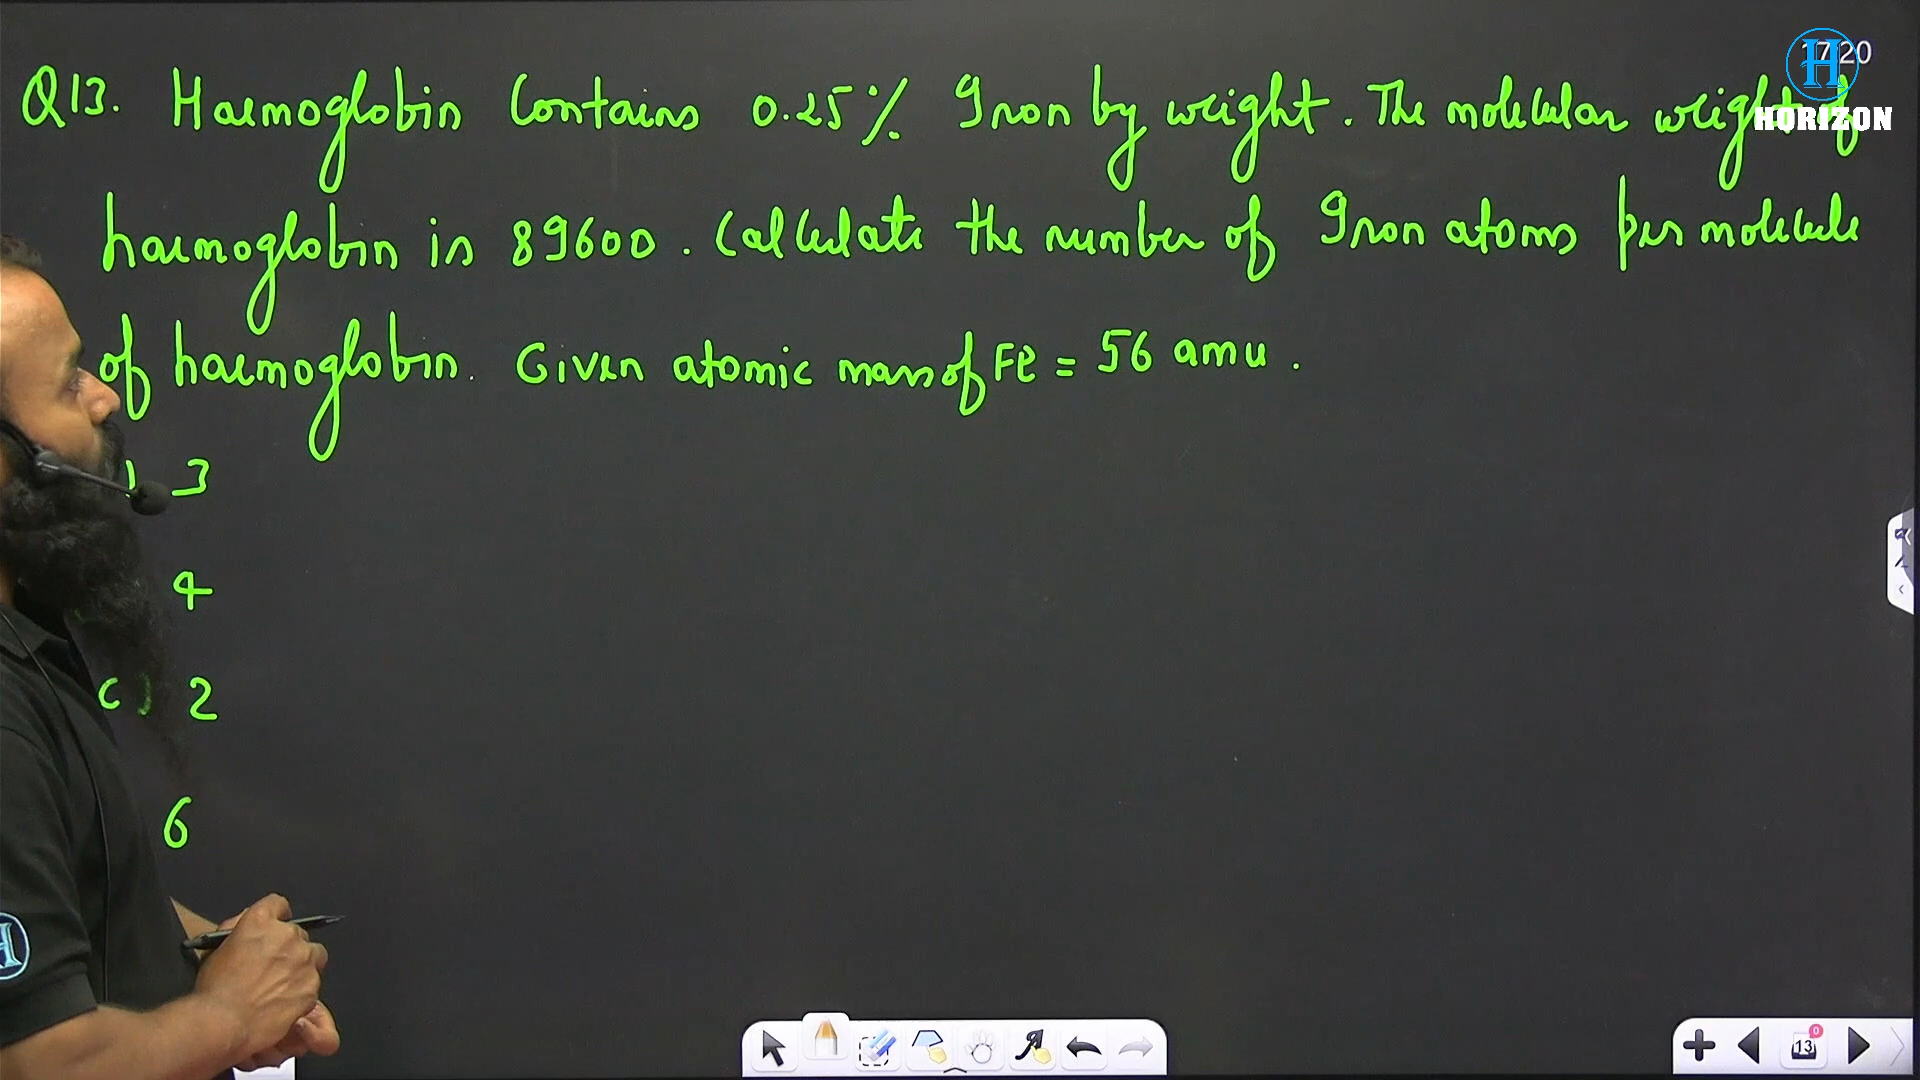 17:20
HORIZON
Q13. Haemoglobin contains 0.25% Iron by weight. The molecular weight of
haemoglobin is 89600. Calculate the number of Iron atoms per molecule
of haemoglobin. Given atomic mass of Fe = 56 amu.
) 3
4
C) 2
6
H
13
0